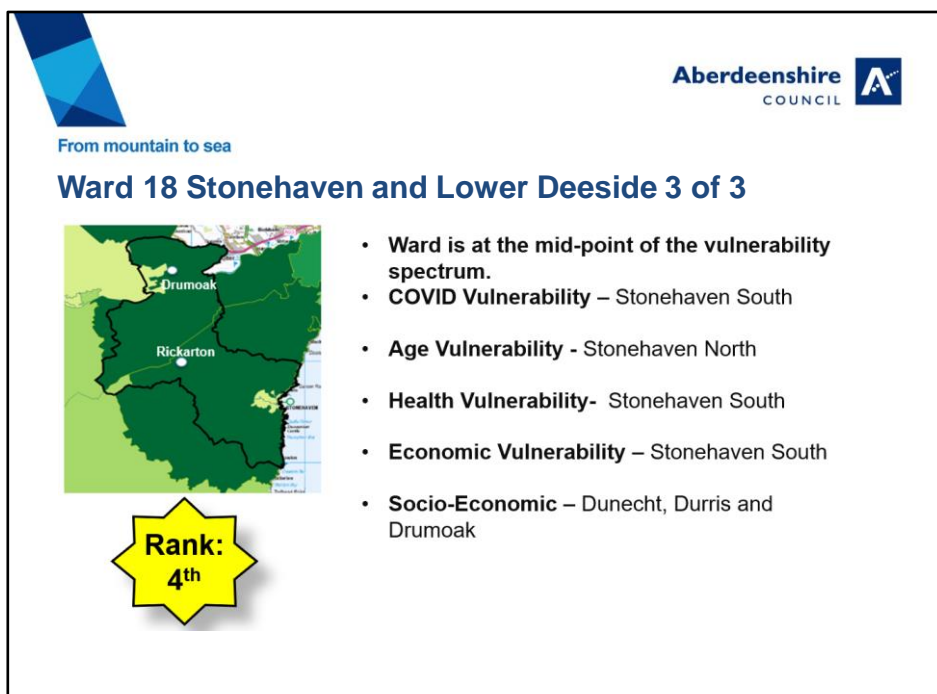 Aberdeenshire
COUNCIL
From mountain to sea
Ward 18 Stonehaven and Lower Deeside 3 of 3
Drumoak
Rickarton
STONEHAVEN
• Ward is at the mid-point of the vulnerability
spectrum.
• COVID Vulnerability – Stonehaven South
• Age Vulnerability - Stonehaven North
• Health Vulnerability- Stonehaven South
• Economic Vulnerability – Stonehaven South
• Socio-Economic – Dunecht, Durris and
Drumoak
Rank:
4th